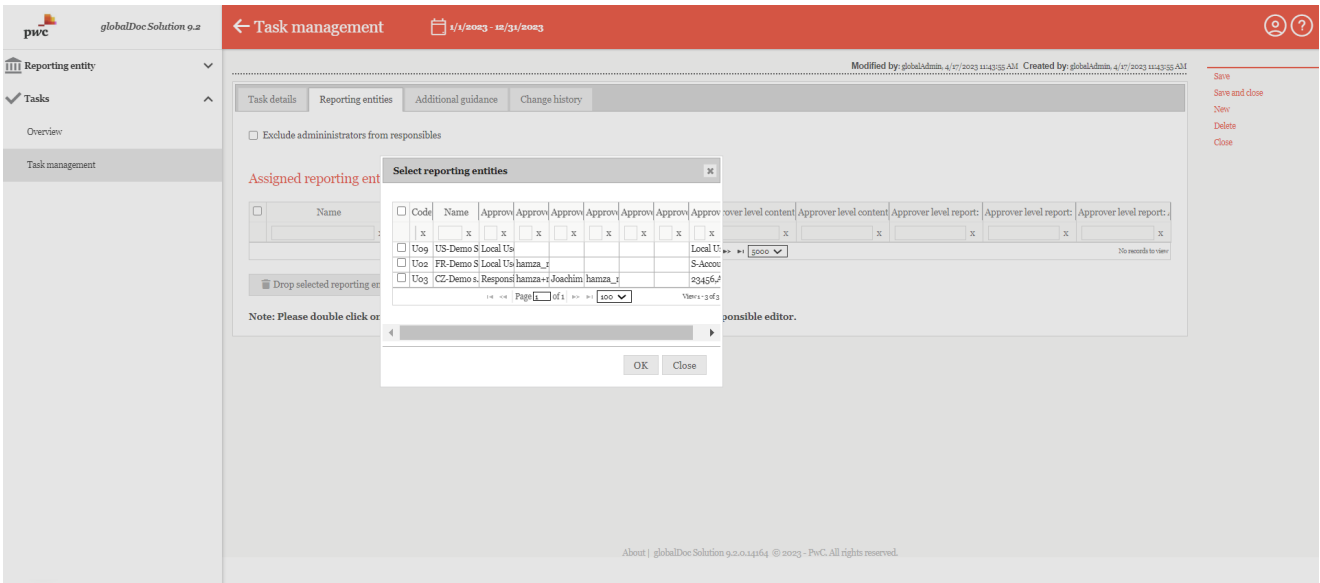 pwc globalDoc Solution 9.2
Task management 1/1/2023 - 12/31/2023
Reporting entity
Tasks
Overview
Task management
Modified by: globalAdmin, 4/17/2023 11:43:55 AM Created by: globalAdmin, 4/17/2023 11:43:55 AM
Save
Save and close
New
Delete
Close
Task details Reporting entities Additional guidance Change history
Exclude admininistrators from responsibles
Assigned reporting ent
Name
Approver level content Approver level report: Approver level report: Approver level report:
x x x x x
5000 No records to view
Drop selected reporting en
Note: Please double click or
ponsible editor.
Select reporting entities x
Code Name Approve Approve Approve Approve Approve Approve Approv
x x x x x x x x x
U09 US-Demo S Local Us Local U
U02 FR-Demo S Local Us hamza_r S-Accou
U03 CZ-Demo s. Respons hamza+r Joachim hamza_r 23456,A
Page 1 of 1 100 View 1 - 3 of 3
OK Close
About | globalDoc Solution 9.2.0.14164 © 2023 - PwC. All rights reserved.